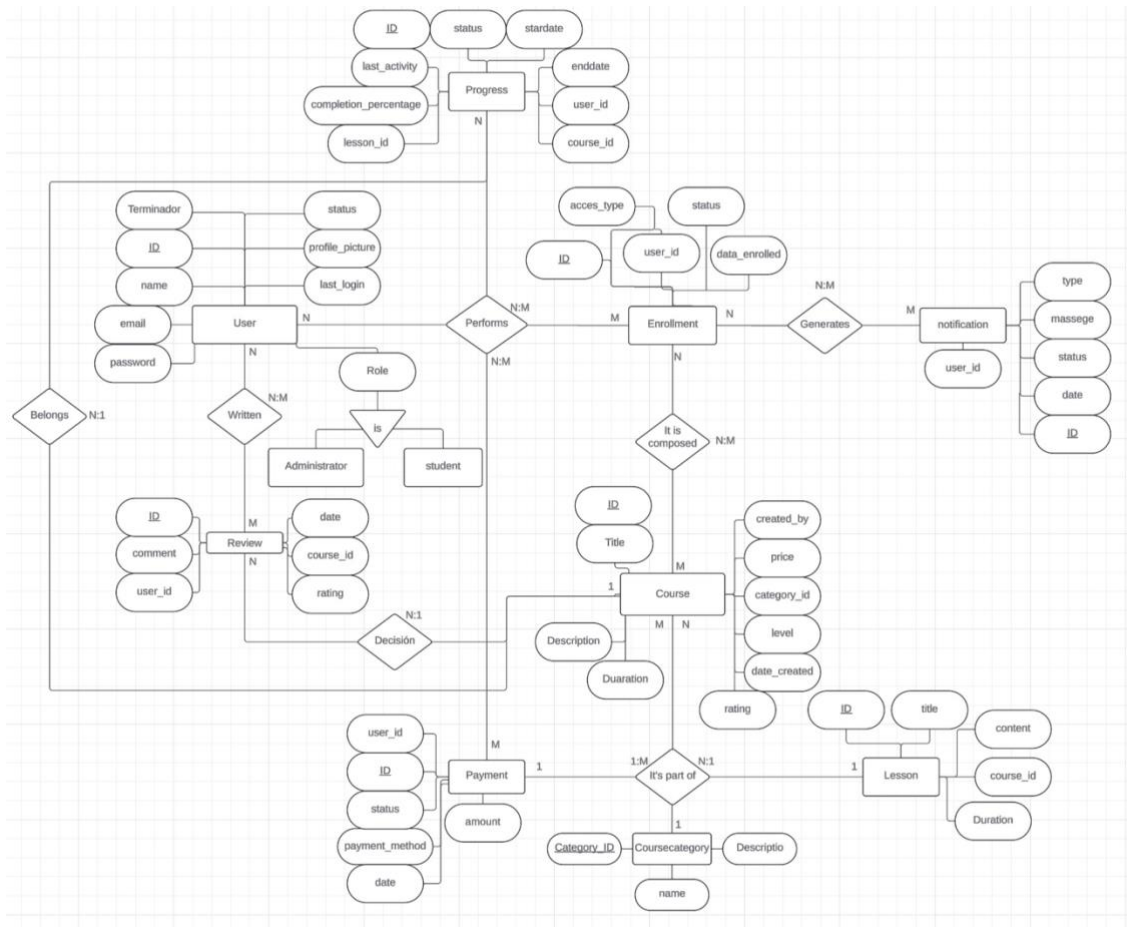 ID
status
stardate
last_activity
enddate
Progress
completion_percentage
user_id
N
lesson_id
course_id
Terminador
status
acces_type
status
ID
profile_picture
ID
user_id
data_enrolled
name
last_login
type
email
User
N
Performs
N:M
M
Enrollment
N
N:M
Generates
M
notification
massege
password
N
N:M
N
user_id
status
Role
date
Belongs
N:1
Written
N:M
is
It is
composed
N:M
ID
Administrator
student
ID
date
ID
created_by
M
Title
price
comment
Review
course_id
M
N
1
Course
category_id
user_id
rating
N:1
M
N
level
Decisión
Description
date_created
Duaration
rating
ID
title
user_id
M
content
ID
Payment
1
1:M
It's part of
N:1
1
Lesson
course_id
status
amount
1
Duration
payment_method
Category_ID
Coursecategory
Descriptio
date
name